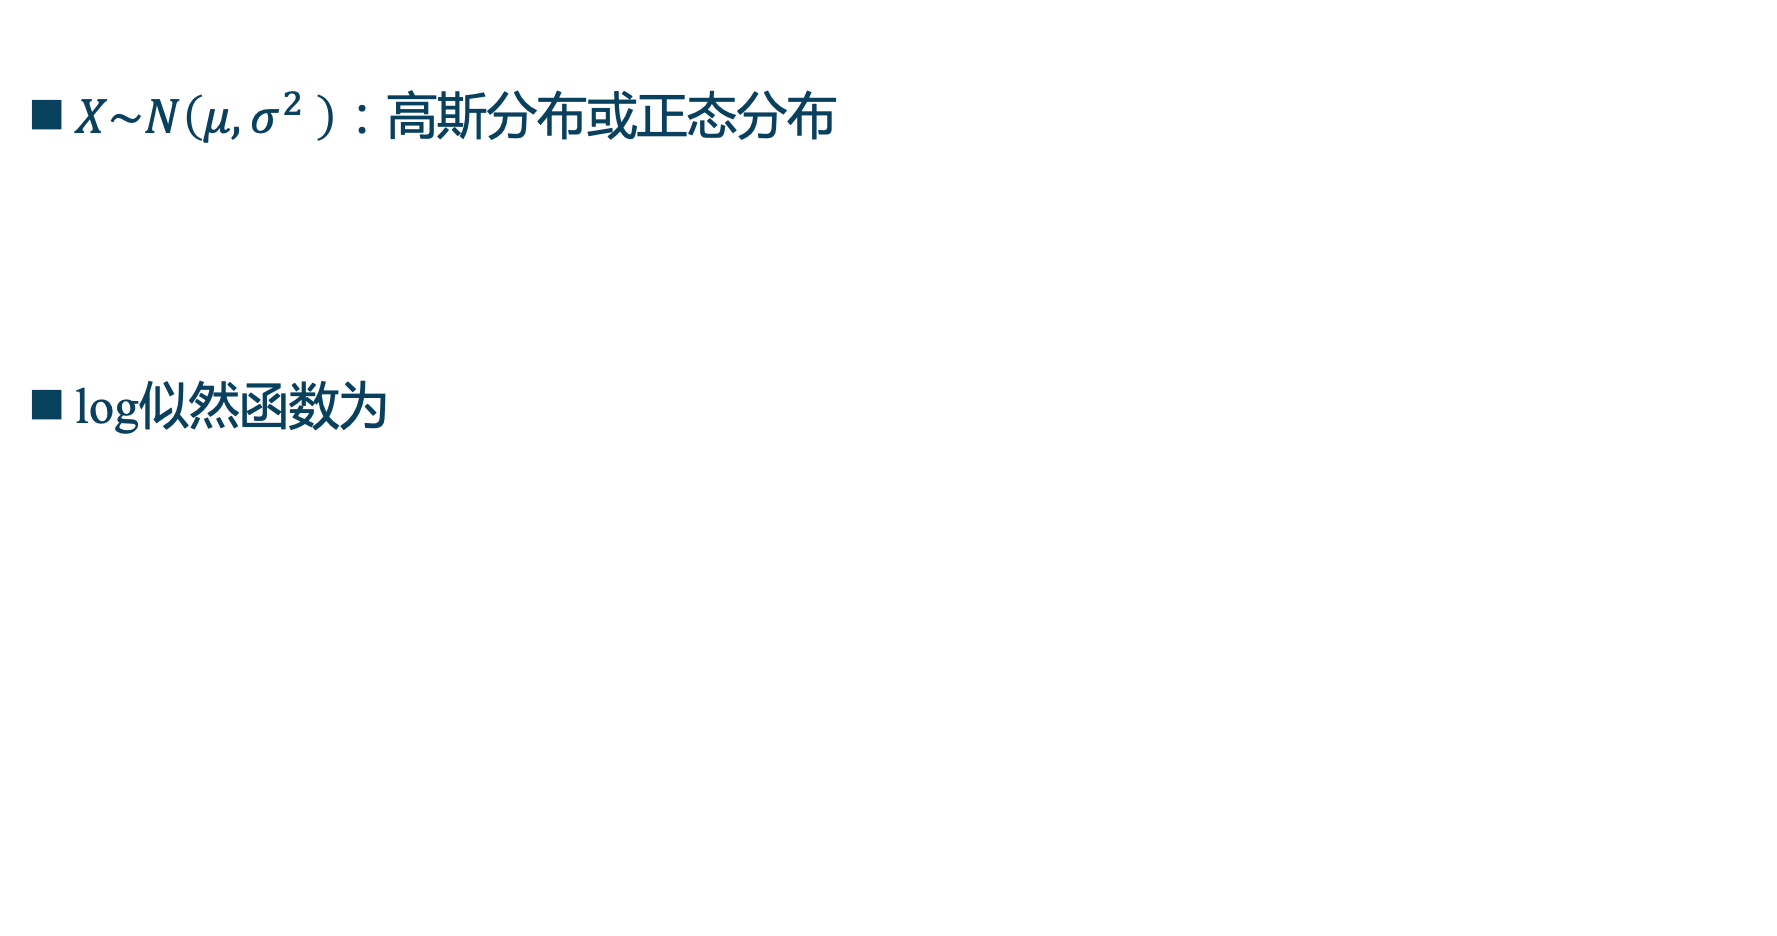 ■ X~N(μ, σ² )：高斯分布或正态分布
■ log似然函数为